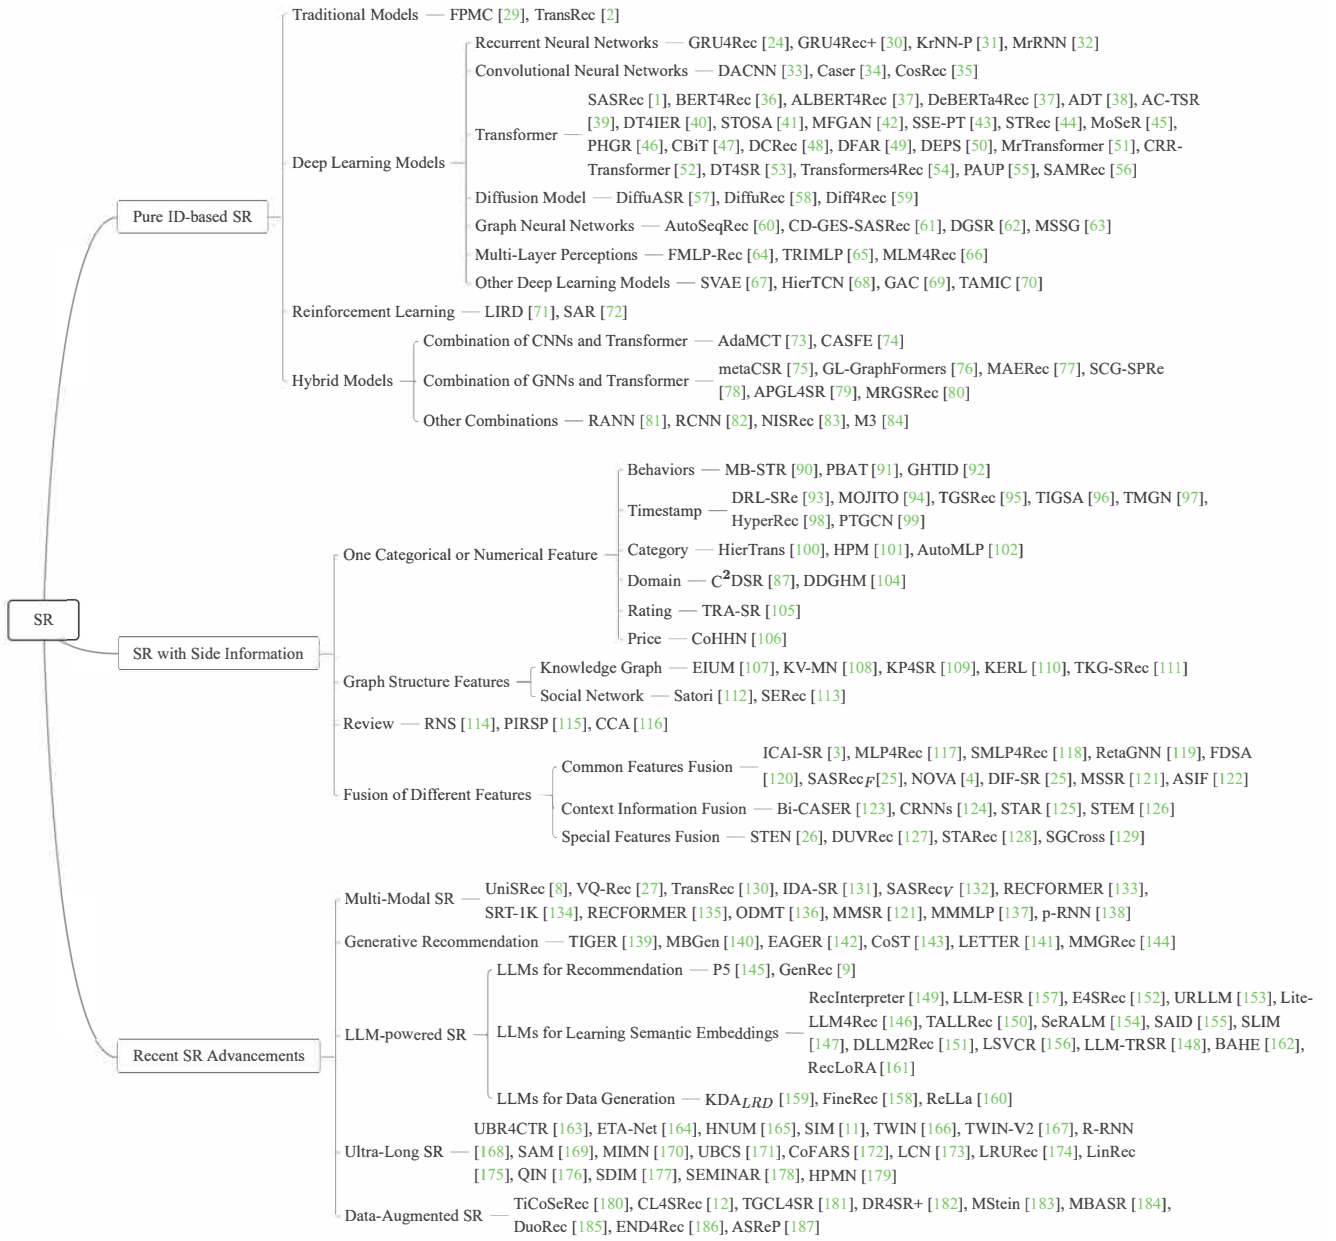 Traditional Models — FPMC [29], TransRec [2]
Recurrent Neural Networks — GRU4Rec [24], GRU4Rec+ [30], KrNN-P [31], MrRNN [32]
Convolutional Neural Networks — DACNN [33], Caser [34], CosRec [35]
SASRec [1], BERT4Rec [36], ALBERT4Rec [37], DeBERTa4Rec [37], ADT [38], AC-TSR
[39], DT4IER [40], STOSA [41], MFGAN [42], SSE-PT [43], STRec [44], MoSeR [45],
Transformer
PHGR [46], CBiT [47], DCRec [48], DFAR [49], DEPS [50], MrTransformer [51], CRR-
Deep Learning Models
Transformer [52], DT4SR [53], Transformers4Rec [54], PAUP [55], SAMRec [56]
Diffusion Model — DiffuASR [57], DiffuRec [58], Diff4Rec [59]
Pure ID-based SR
Graph Neural Networks — AutoSeqRec [60], CD-GES-SASRec [61], DGSR [62], MSSG [63]
Multi-Layer Perceptions — FMLP-Rec [64], TRIMLP [65], MLM4Rec [66]
Other Deep Learning Models — SVAE [67], HierTCN [68], GAC [69], TAMIC [70]
Reinforcement Learning — LIRD [71], SAR [72]
Combination of CNNs and Transformer — AdaMCT [73], CASFE [74]
metaCSR [75], GL-GraphFormers [76], MAERec [77], SCG-SPRe
Hybrid Models
Combination of GNNs and Transformer
[78], APGL4SR [79], MRGSRec [80]
Other Combinations — RANN [81], RCNN [82], NISRec [83], M3 [84]
Behaviors — MB-STR [90], PBAT [91], GHTID [92]
DRL-SRe [93], MOJITO [94], TGSRec [95], TIGSA [96], TMGN [97],
Timestamp
HyperRec [98], PTGCN [99]
One Categorical or Numerical Feature
Category — HierTrans [100], HPM [101], AutoMLP [102]
Domain — C²DSR [87], DDGHM [104]
Rating — TRA-SR [105]
SR
Price — CoHHN [106]
SR with Side Information
Knowledge Graph — EIUM [107], KV-MN [108], KP4SR [109], KERL [110], TKG-SRec [111]
Graph Structure Features
Social Network — Satori [112], SERec [113]
Review — RNS [114], PIRSP [115], CCA [116]
ICAI-SR [3], MLP4Rec [117], SMLP4Rec [118], RetaGNN [119], FDSA
Common Features Fusion
[120], SASRecF[25], NOVA [4], DIF-SR [25], MSSR [121], ASIF [122]
Fusion of Different Features
Context Information Fusion — Bi-CASER [123], CRNNs [124], STAR [125], STEM [126]
Special Features Fusion — STEN [26], DUVRec [127], STARec [128], SGCross [129]
UniSRec [8], VQ-Rec [27], TransRec [130], IDA-SR [131], SASRecV [132], RECFORMER [133],
Multi-Modal SR
SRT-1K [134], RECFORMER [135], ODMT [136], MMSR [121], MMMLP [137], p-RNN [138]
Generative Recommendation — TIGER [139], MBGen [140], EAGER [142], CoST [143], LETTER [141], MMGRec [144]
LLMs for Recommendation — P5 [145], GenRec [9]
RecInterpreter [149], LLM-ESR [157], E4SRec [152], URLLM [153], Lite-
LLM4Rec [146], TALLRec [150], SeRALM [154], SAID [155], SLIM
LLM-powered SR
LLMs for Learning Semantic Embeddings
[147], DLLM2Rec [151], LSVCR [156], LLM-TRSR [148], BAHE [162],
Recent SR Advancements
RecLoRA [161]
LLMs for Data Generation — KDALRD [159], FineRec [158], ReLLa [160]
UBR4CTR [163], ETA-Net [164], HNUM [165], SIM [11], TWIN [166], TWIN-V2 [167], R-RNN
Ultra-Long SR
[168], SAM [169], MIMN [170], UBCS [171], CoFARS [172], LCN [173], LRURec [174], LinRec
[175], QIN [176], SDIM [177], SEMINAR [178], HPMN [179]
TiCoSeRec [180], CL4SRec [12], TGCL4SR [181], DR4SR+ [182], MStein [183], MBASR [184],
Data-Augmented SR
DuoRec [185], END4Rec [186], ASReP [187]